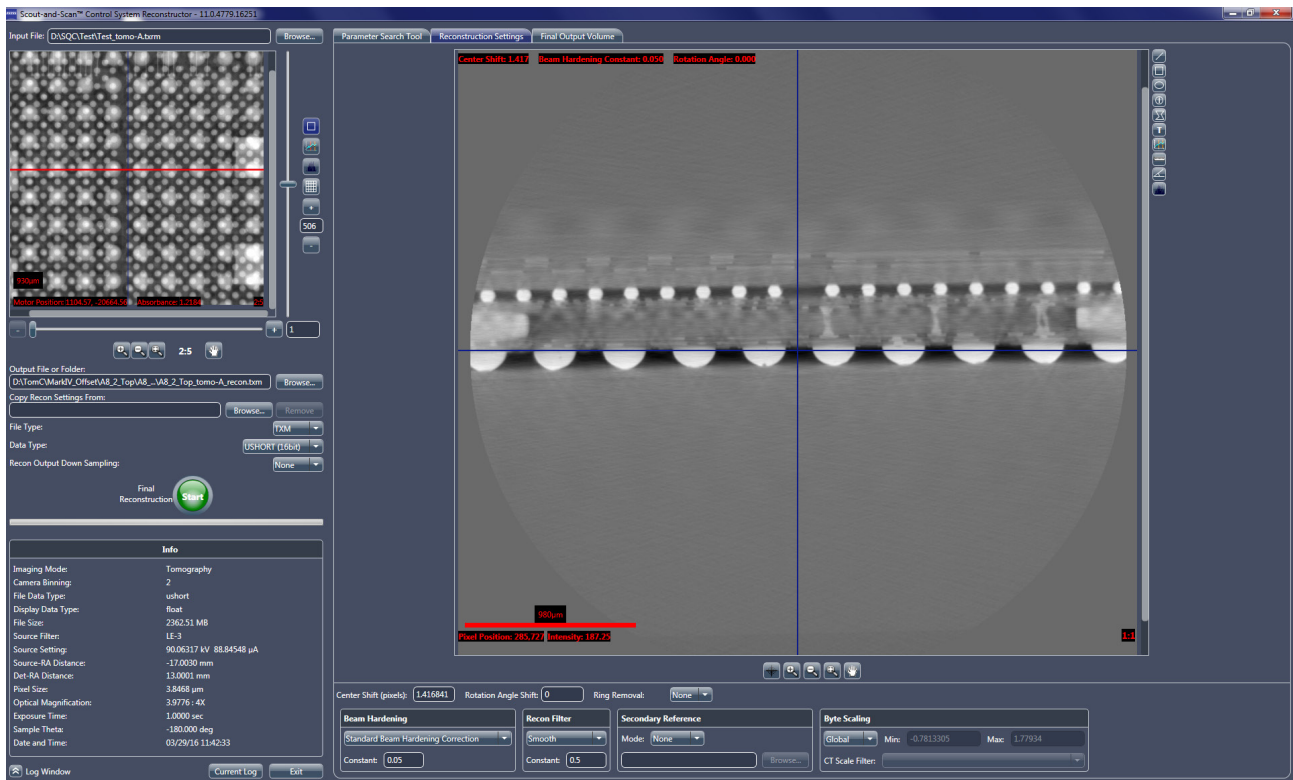 Scout-and-Scan™ Control System Reconstructor - 11.0.4779.16251
Input File: D:\SQC\Test\Test_tomo-A.txrm Browse...
Parameter Search Tool Reconstruction Settings Final Output Volume
Center Shift: 1.417 Beam Hardening Constant: 0.050 Rotation Angle: 0.000
T
+
506
-
930µm
Motor Position: 1104.57, -20664.56 Absorbance: 1.2184 2:5
- + 1
2:5
Output File or Folder:
D:\TomC\MarkIV_Offset\A8_2_Top\A8_...\A8_2_Top_tomo-A_recon.txm Browse...
Copy Recon Settings From:
Browse... Remove
File Type: TXM
Data Type: USHORT (16bit)
Recon Output Down Sampling: None
Final
Reconstruction Start
Info
Imaging Mode: Tomography
Camera Binning: 2
File Data Type: ushort
Display Data Type: float
File Size: 2362.51 MB
Source Filter: LE-3
Source Setting: 90.06317 kV 88.84548 µA
Source-RA Distance: -17.0030 mm
Det-RA Distance: 13.0001 mm
Pixel Size: 3.8468 µm
Optical Magnification: 3.9776 : 4X
Exposure Time: 1.0000 sec
Sample Theta: -180.000 deg
Date and Time: 03/29/16 11:42:33
Log Window Current Log Exit
980µm
Pixel Position: 285,727 Intensity: 187.25 1:1
Center Shift (pixels): 1.416841 Rotation Angle Shift: 0 Ring Removal: None
Beam Hardening
Standard Beam Hardening Correction
Constant: 0.05
Recon Filter
Smooth
Constant: 0.5
Secondary Reference
Mode: None
Browse...
Byte Scaling
Global Min: -0.7813305 Max: 1.77934
CT Scale Filter: